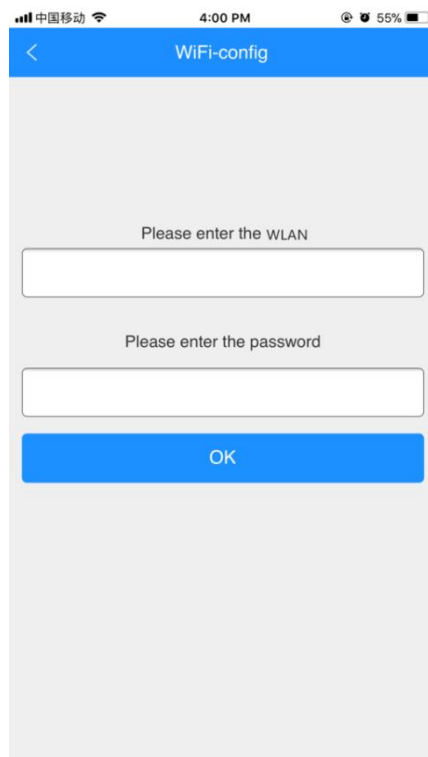 中国移动 4:00 PM 55%
WiFi-config
Please enter the WLAN
Please enter the password
OK